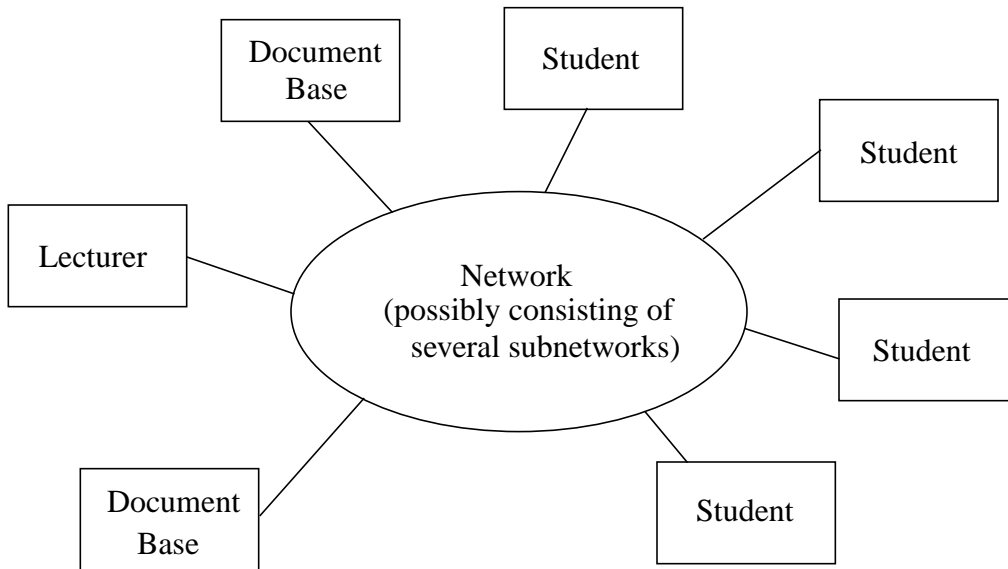 Document
Base
Student
Student
Lecturer
Network
(possibly consisting of
several subnetworks)
Student
Document
Base
Student